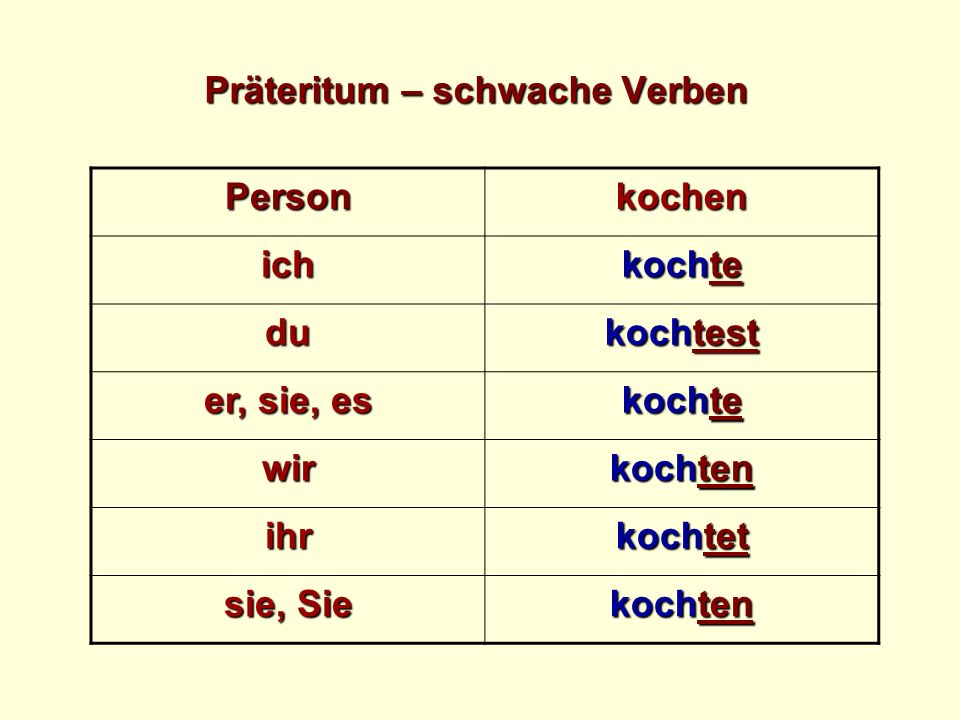 Präteritum – schwache Verben
Person kochen
ich kochte
du kochtest
er, sie, es kochte
wir kochten
ihr kochtet
sie, Sie kochten